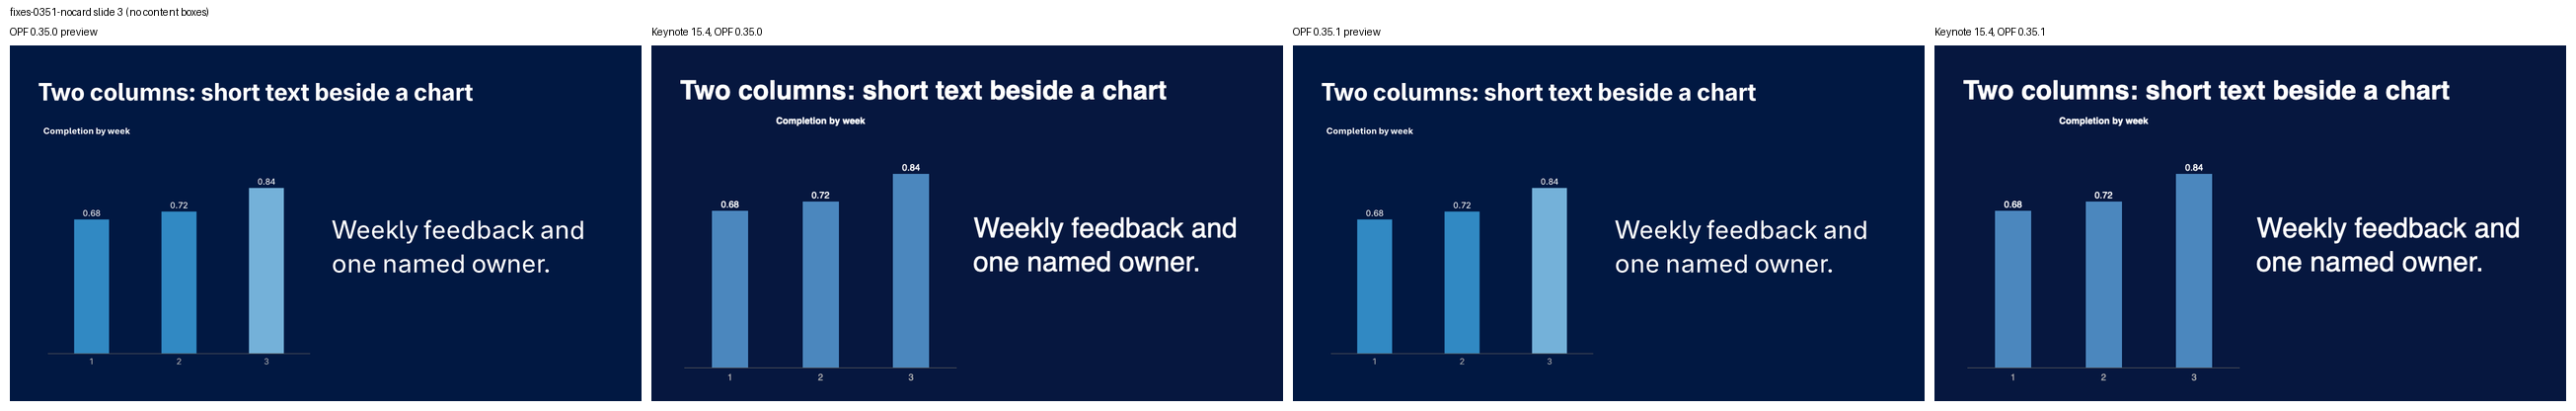 fixes-0351-nocard slide 3 (no content boxes)
OPF 0.35.0 preview
Two columns: short text beside a chart
Completion by week
0.68
0.72
0.84
Weekly feedback and
one named owner.
1
2
3
Keynote 15.4, OPF 0.35.0
Two columns: short text beside a chart
Completion by week
0.68
0.72
0.84
Weekly feedback and
one named owner.
1
2
3
OPF 0.35.1 preview
Two columns: short text beside a chart
Completion by week
0.68
0.72
0.84
Weekly feedback and
one named owner.
1
2
3
Keynote 15.4, OPF 0.35.1
Two columns: short text beside a chart
Completion by week
0.68
0.72
0.84
Weekly feedback and
one named owner.
1
2
3